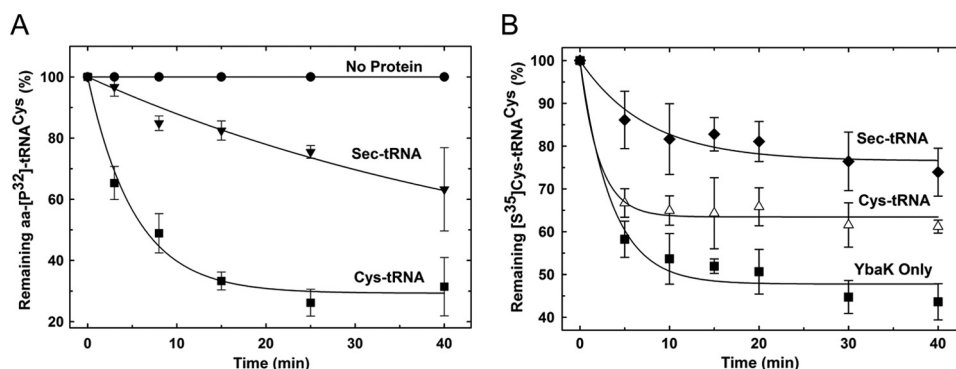 A
Remaining aa-[P³²]-tRNAᶜʸˢ (%)
100
80
60
40
20
0
10
20
30
40
Time (min)
No Protein
Sec-tRNA
Cys-tRNA
B
Remaining [S³⁵]Cys-tRNAᶜʸˢ (%)
100
90
80
70
60
50
40
0
10
20
30
40
Time (min)
Sec-tRNA
Cys-tRNA
YbaK Only